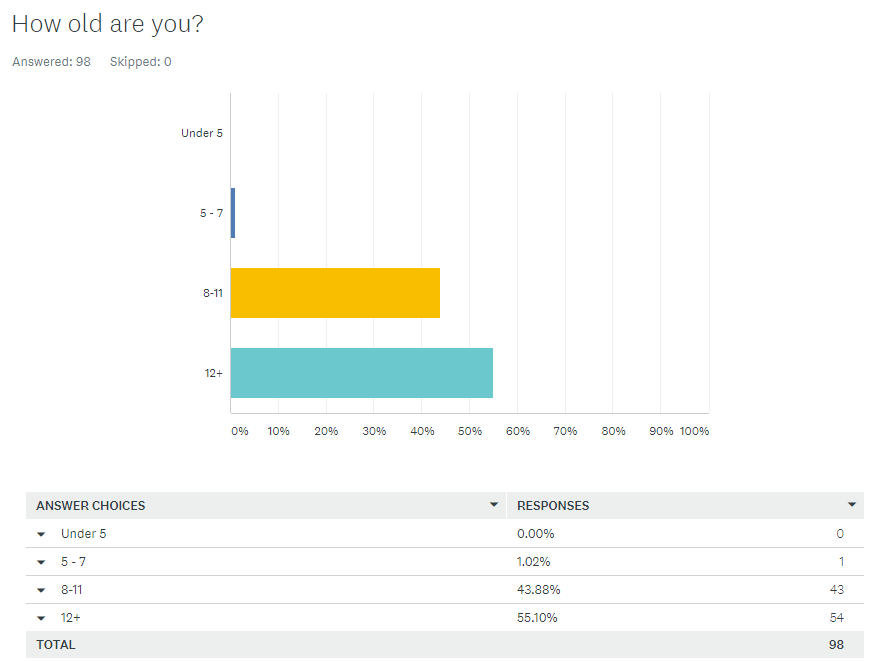 How old are you?
Answered: 98 Skipped: 0
Under 5
5 - 7
8-11
12+
0% 10% 20% 30% 40% 50% 60% 70% 80% 90% 100%
ANSWER CHOICES RESPONSES
Under 5 0.00% 0
5 - 7 1.02% 1
8-11 43.88% 43
12+ 55.10% 54
TOTAL 98